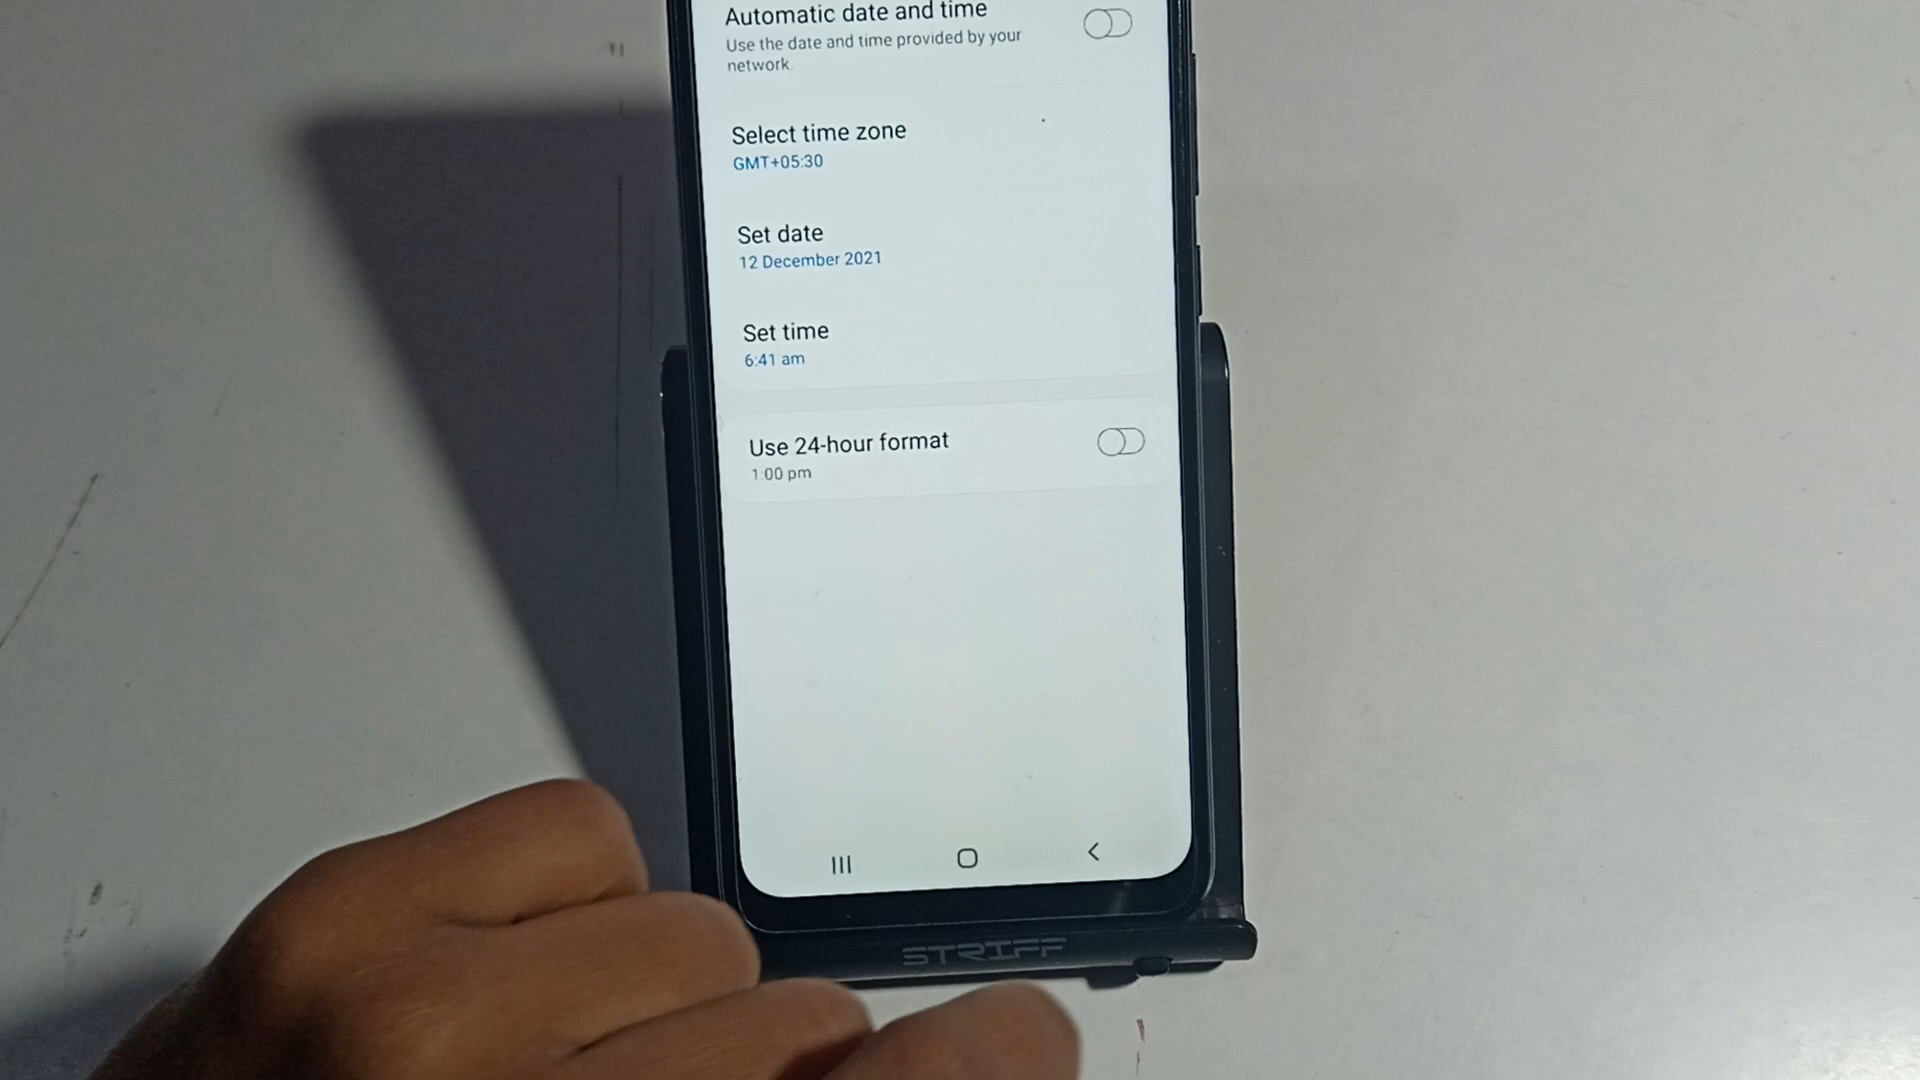 Automatic date and time
Use the date and time provided by your
network.
Select time zone
GMT+05:30
Set date
12 December 2021
Set time
6:41 am
Use 24-hour format
1:00 pm
STRIFF